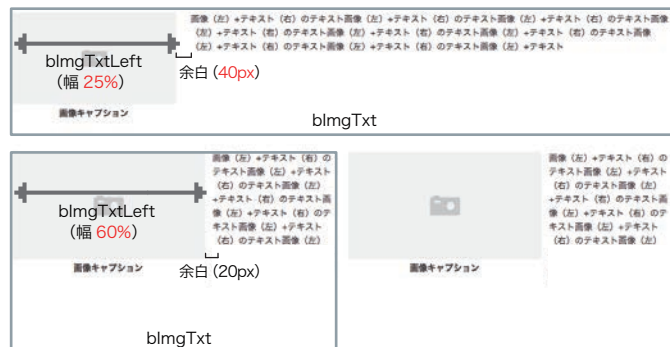 画像（左）+テキスト（右）のテキスト画像（左）+テキスト（右）のテキスト画像（左）+テキスト（右）のテキスト画像
（左）+テキスト（右）のテキスト画像（左）+テキスト（右）のテキスト画像（左）+テキスト（右）のテキスト画像
（左）+テキスト（右）のテキスト画像（左）+テキスト（右）のテキスト画像（左）+テキスト
bImgTxtLeft
（幅 25%）
余白（40px）
画像キャプション
bImgTxt
画像（左）+テキスト（右）の
テキスト画像（左）+テキスト
（右）のテキスト画像（左）
+テキスト（右）のテキスト画
像（左）+テキスト（右）のテ
キスト画像（左）+テキスト
（右）のテキスト画像（左）
bImgTxtLeft
（幅 60%）
画像キャプション
余白（20px）
bImgTxt
画像（左）+テキスト（右）の
テキスト画像（左）+テキスト
（右）のテキスト画像（左）
+テキスト（右）のテキスト画
像（左）+テキスト（右）のテ
キスト画像（左）+テキスト
（右）のテキスト画像（左）
画像キャプション